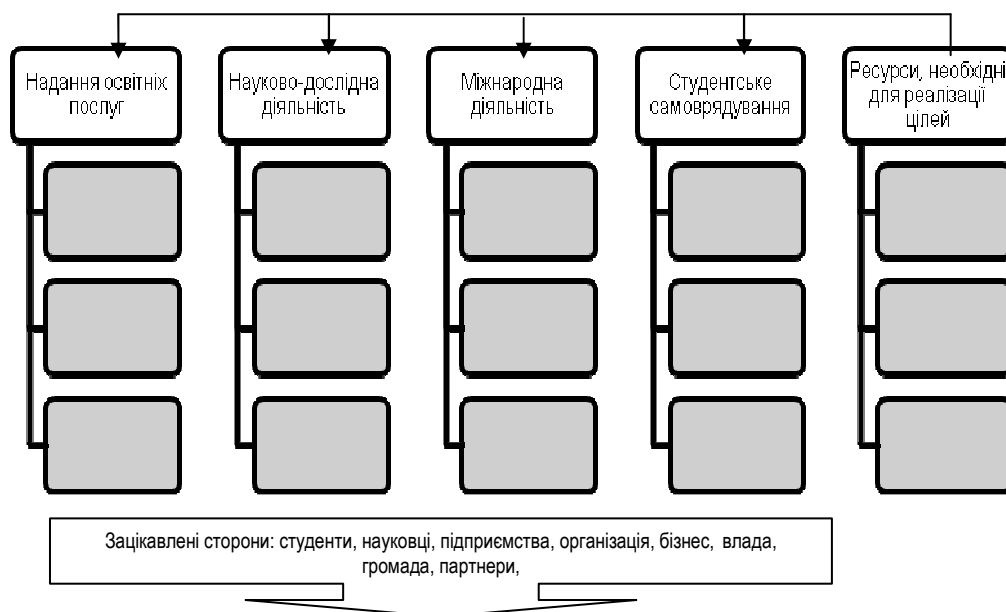 Надання освітніх
послуг
Науково-дослідна
діяльність
Міжнародна
діяльність
Студентське
самоврядування
Ресурси, необхідні
для реалізації
цілей
Зацікавлені сторони: студенти, науковці, підприємства, організація, бізнес, влада,
громада, партнери,